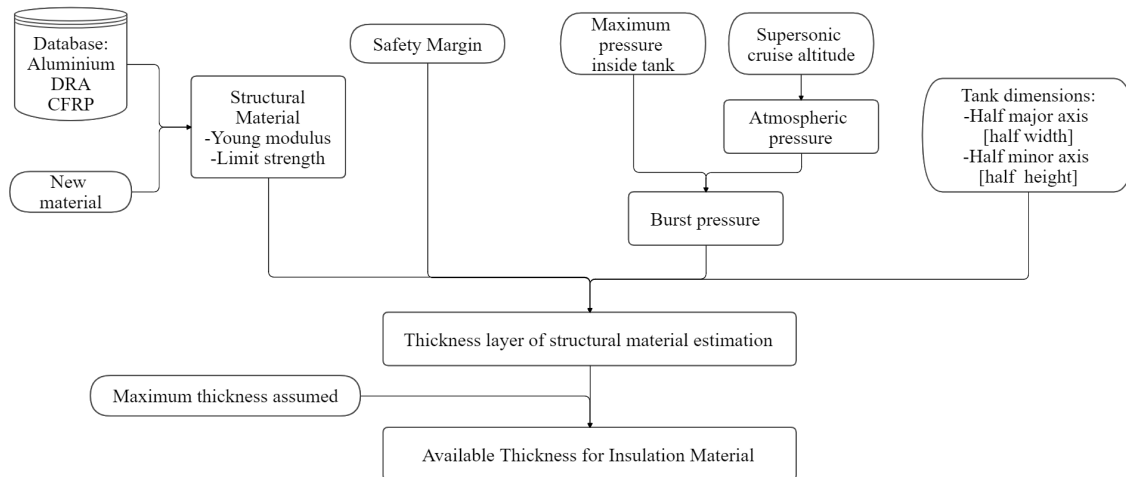 Database:
Aluminium
DRA
CFRP
New
material
Structural
Material
-Young modulus
-Limit strength
Safety Margin
Maximum
pressure
inside tank
Supersonic
cruise altitude
Atmospheric
pressure
Burst pressure
Tank dimensions:
-Half major axis
[half width]
-Half minor axis
[half height]
Thickness layer of structural material estimation
Maximum thickness assumed
Available Thickness for Insulation Material